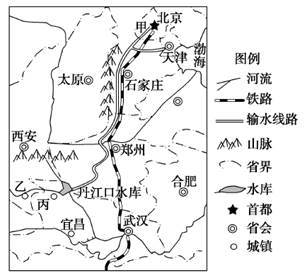 北京
甲
天津
渤海
太原
石家庄
西安
郑州
乙
丙
丹江口水库
合肥
宜昌
武汉
图例
河流
铁路
输水线路
山脉
省界
水库
首都
省会
城镇